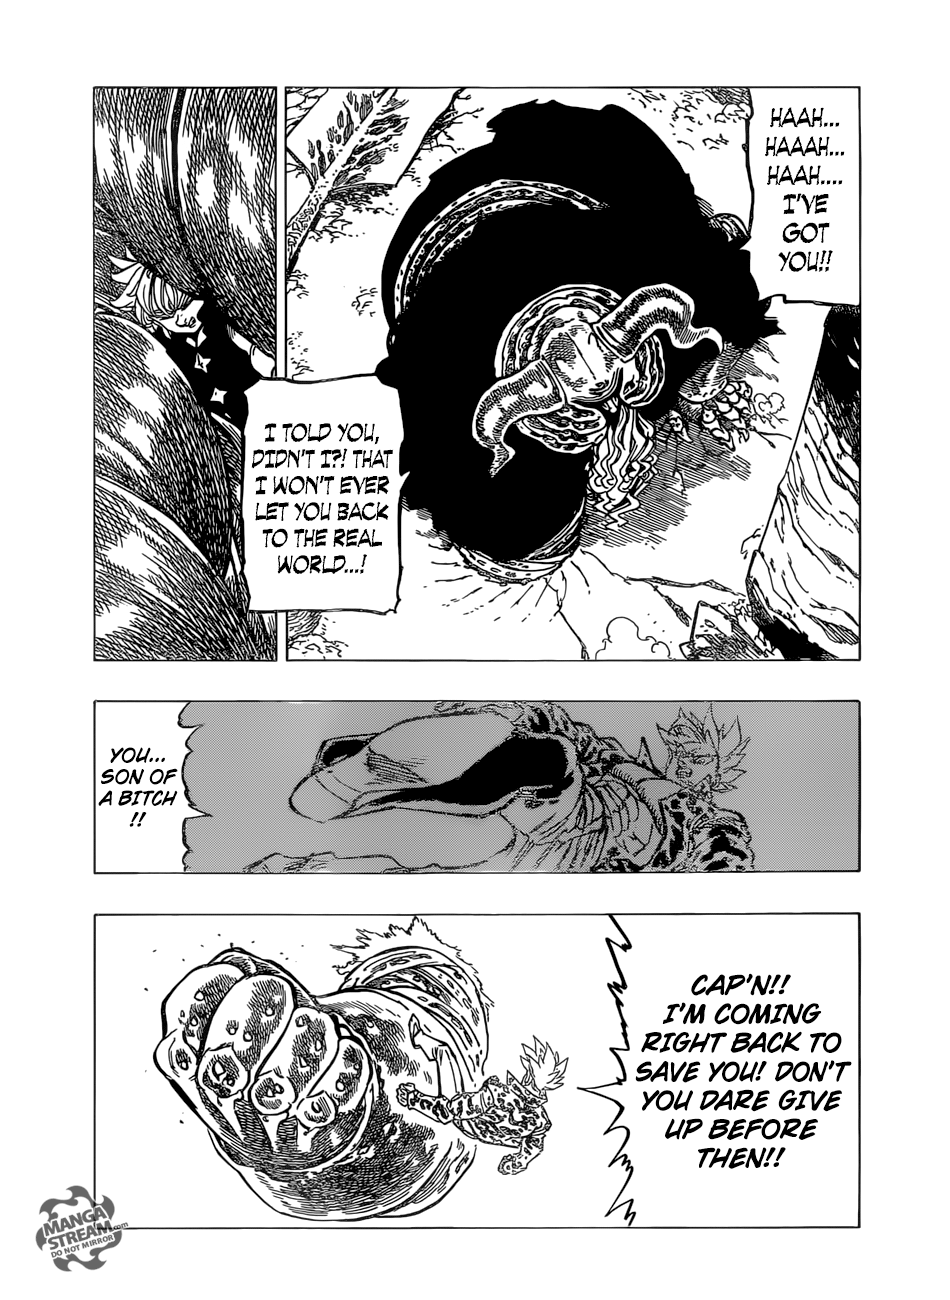 HAAH...
HAAAH...
HAAH....
I'VE
GOT
YOU!!
I TOLD YOU,
DIDN'T I?! THAT
I WON'T EVER
LET YOU BACK
TO THE REAL
WORLD...!
YOU...
SON OF
A BITCH
!!
CAP'N!!
I'M COMING
RIGHT BACK TO
SAVE YOU! DON'T
YOU DARE GIVE
UP BEFORE
THEN!!
MANGA
STREAM.com
DO NOT MIRROR